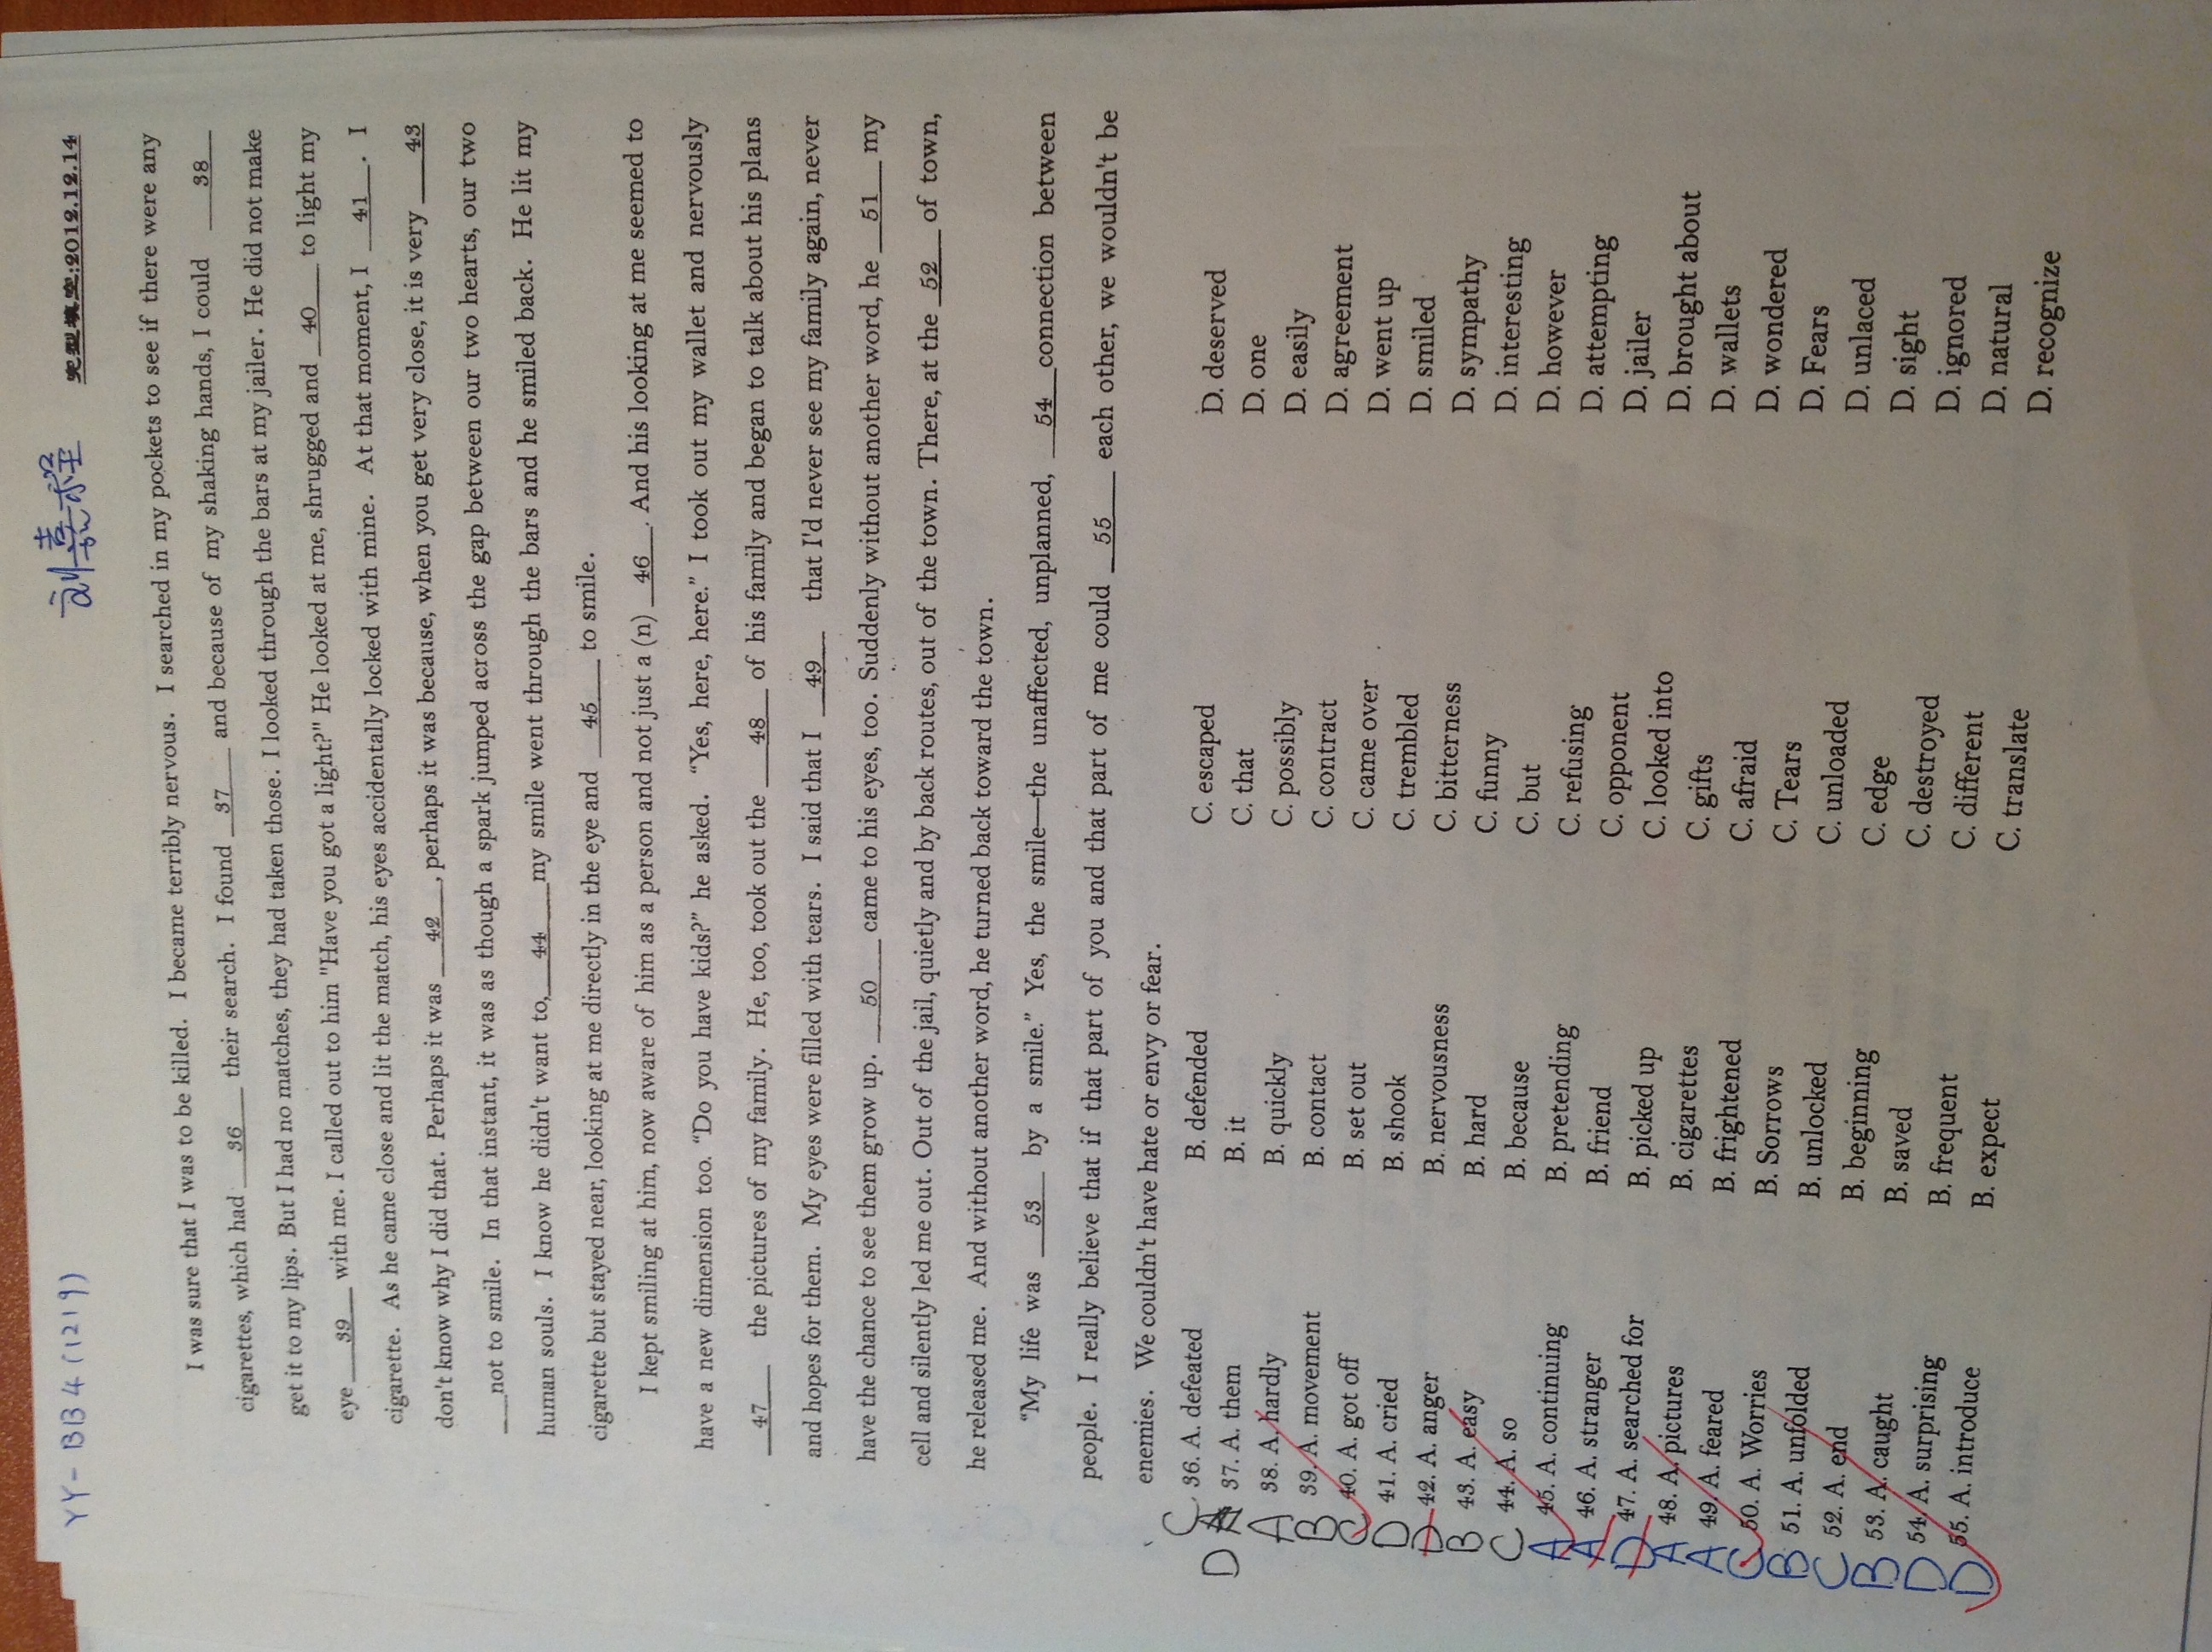 YY-BB4(1219) 刘嘉程 完型填空:2012.12.14
I was sure that I was to be killed. I became terribly nervous. I searched in my pockets to see if there were any
cigarettes, which had 36 their search. I found 37 and because of my shaking hands, I could 38
get it to my lips. But I had no matches, they had taken those. I looked through the bars at my jailer. He did not make
eye 39 with me. I called out to him "Have you got a light?" He looked at me, shrugged and 40 to light my
cigarette. As he came close and lit the match, his eyes accidentally locked with mine. At that moment, I 41 . I
don't know why I did that. Perhaps it was 42 , perhaps it was because, when you get very close, it is very 43
not to smile. In that instant, it was as though a spark jumped across the gap between our two hearts, our two
human souls. I know he didn't want to, 44 my smile went through the bars and he smiled back. He lit my
cigarette but stayed near, looking at me directly in the eye and 45 to smile.
I kept smiling at him, now aware of him as a person and not just a (n) 46 . And his looking at me seemed to
have a new dimension too. “Do you have kids?” he asked. “Yes, here, here.” I took out my wallet and nervously
47 the pictures of my family. He, too, took out the 48 of his family and began to talk about his plans
and hopes for them. My eyes were filled with tears. I said that I 49 that I'd never see my family again, never
have the chance to see them grow up. 50 came to his eyes, too. Suddenly without another word, he 51 my
cell and silently led me out. Out of the jail, quietly and by back routes, out of the town. There, at the 52 of town,
he released me. And without another word, he turned back toward the town.
“My life was 53 by a smile.” Yes, the smile—the unaffected, unplanned, 54 connection between
people. I really believe that if that part of you and that part of me could 55 each other, we wouldn't be
enemies. We couldn't have hate or envy or fear.
C 36. A. defeated B. defended C. escaped D. deserved
D A 37. A. them B. it C. that D. one
A 38. A. hardly B. quickly C. possibly D. easily
B 39. A. movement B. contact C. contract D. agreement
C 40. A. got off B. set out C. came over D. went up
D 41. A. cried B. shook C. trembled D. smiled
D 42. A. anger B. nervousness C. bitterness D. sympathy
B 43. A. easy B. hard C. funny D. interesting
C 44. A. so B. because C. but D. however
A 45. A. continuing B. pretending C. refusing D. attempting
A 46. A. stranger B. friend C. opponent D. jailer
D 47. A. searched for B. picked up C. looked into D. brought about
A 48. A. pictures B. cigarettes C. gifts D. wallets
A 49. A. feared B. frightened C. afraid D. wondered
C 50. A. Worries B. Sorrows C. Tears D. Fears
B 51. A. unfolded B. unlocked C. unloaded D. unlaced
C 52. A. end B. beginning C. edge D. sight
B 53. A. caught B. saved C. destroyed D. ignored
D 54. A. surprising B. frequent C. different D. natural
D 55. A. introduce B. expect C. translate D. recognize